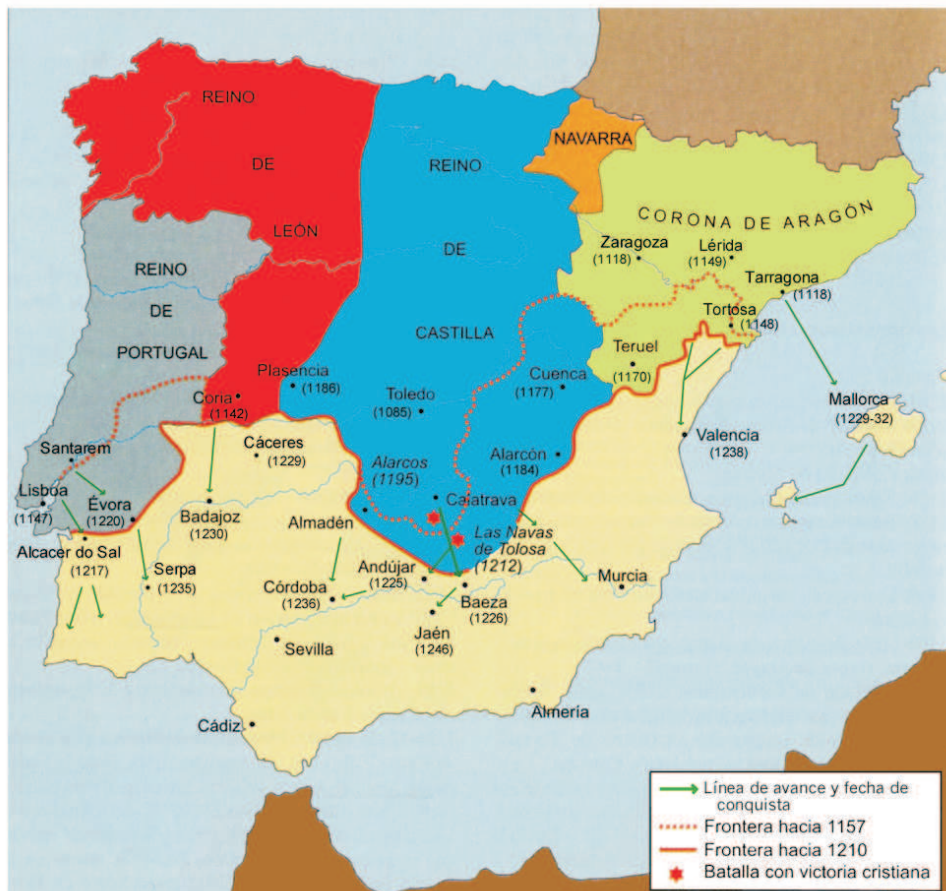 REINO
DE
LEÓN
REINO
DE
CASTILLA
NAVARRA
CORONA DE ARAGÓN
REINO
DE
PORTUGAL
Zaragoza
(1118)
Lérida
(1149)
Tarragona
(1118)
Tortosa
(1148)
Teruel
(1170)
Plasencia
(1186)
Coria
(1142)
Toledo
(1085)
Cuenca
(1177)
Mallorca
(1229-32)
Valencia
(1238)
Santarem
Cáceres
(1229)
Alarcos
(1195)
Alarcón
(1184)
Lisboa
(1147)
Évora
(1220)
Badajoz
(1230)
Almadén
Calatrava
Las Navas
de Tolosa
(1212)
Alcacer do Sal
(1217)
Serpa
(1235)
Córdoba
(1236)
Andújar
(1225)
Baeza
(1226)
Murcia
Jaén
(1246)
Sevilla
Almería
Cádiz
Línea de avance y fecha de
conquista
Frontera hacia 1157
Frontera hacia 1210
Batalla con victoria cristiana